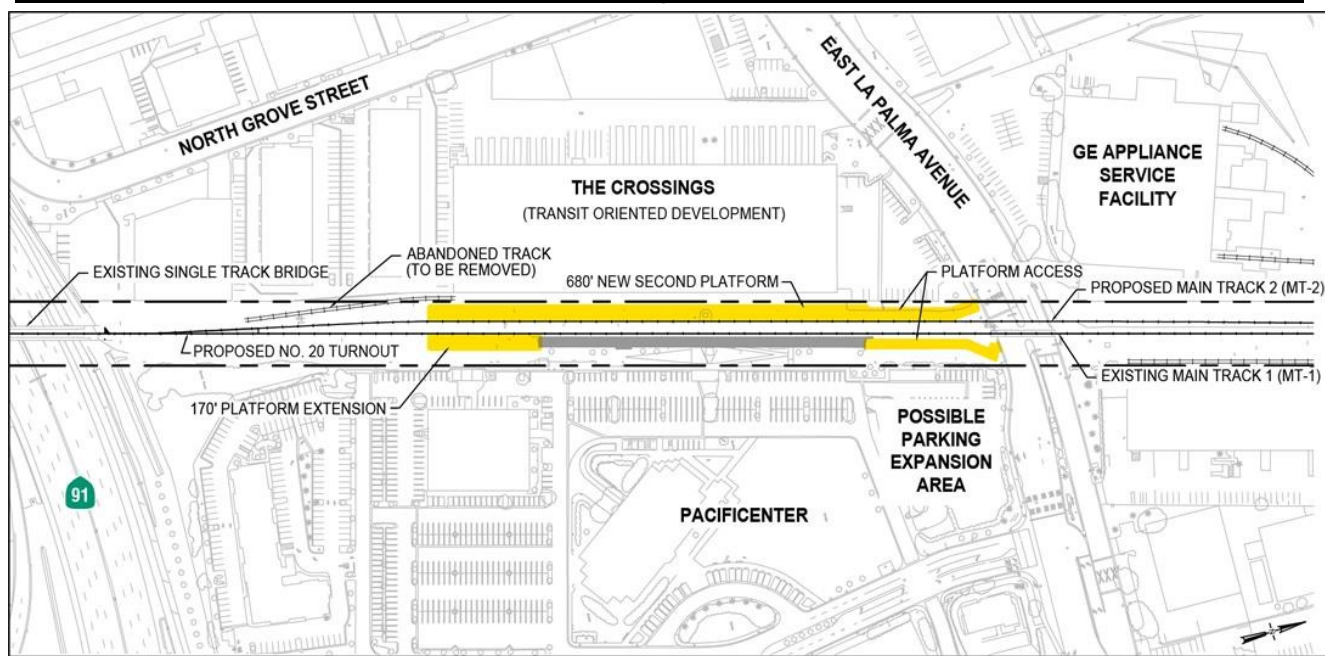 NORTH GROVE STREET
EAST LA PALMA AVENUE
GE APPLIANCE
SERVICE
FACILITY
THE CROSSINGS
(TRANSIT ORIENTED DEVELOPMENT)
ABANDONED TRACK
(TO BE REMOVED)
EXISTING SINGLE TRACK BRIDGE
680' NEW SECOND PLATFORM
PLATFORM ACCESS
PROPOSED MAIN TRACK 2 (MT-2)
PROPOSED NO. 20 TURNOUT
EXISTING MAIN TRACK 1 (MT-1)
170' PLATFORM EXTENSION
POSSIBLE
PARKING
EXPANSION
AREA
91
PACIFICENTER